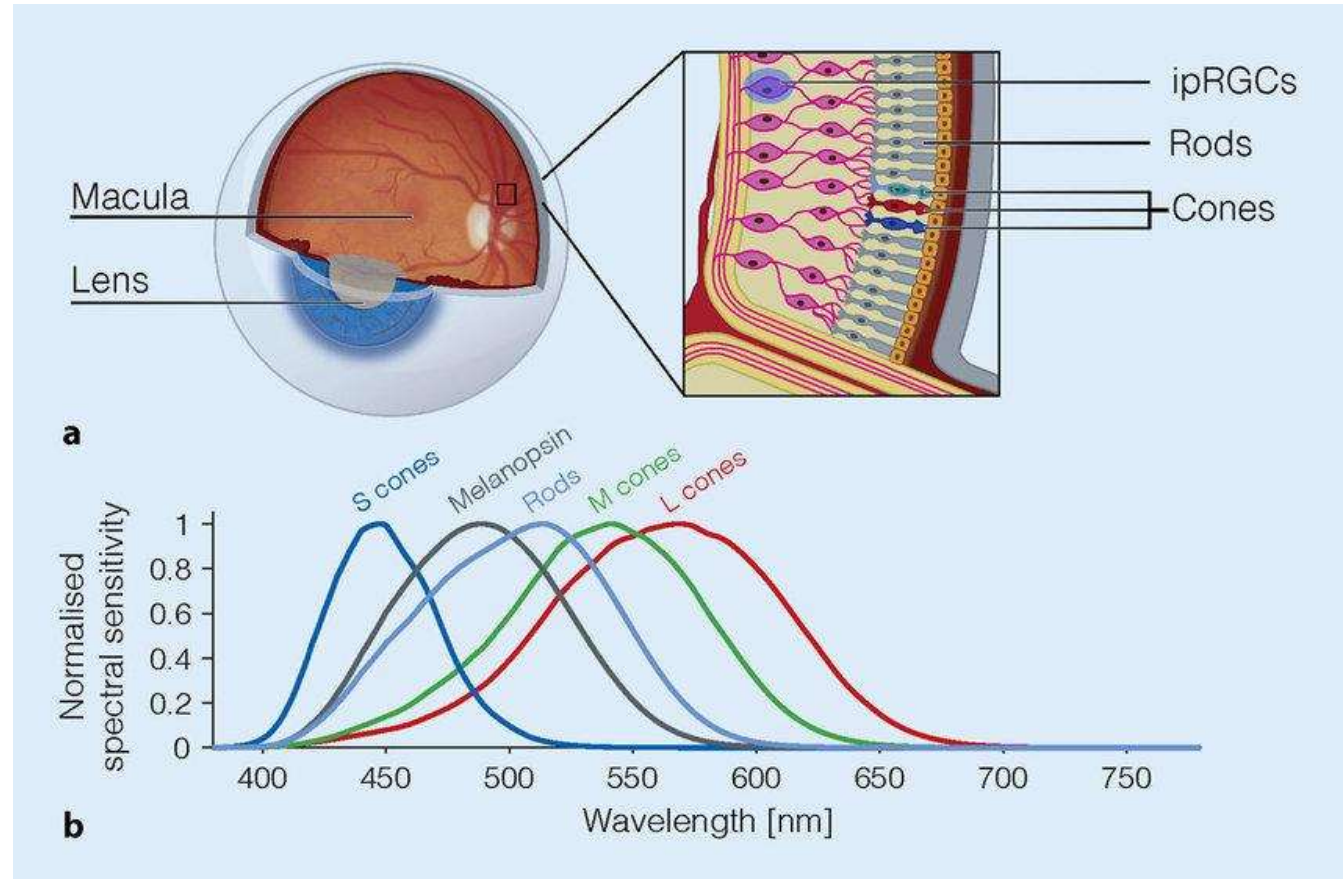 Macula
Lens
ipRGCs
Rods
Cones
a
S cones
Melanopsin
Rods
M cones
L cones
Normalised
spectral sensitivity
1
0.8
0.6
0.4
0.2
0
400 450 500 550 600 650 700 750
Wavelength [nm]
b